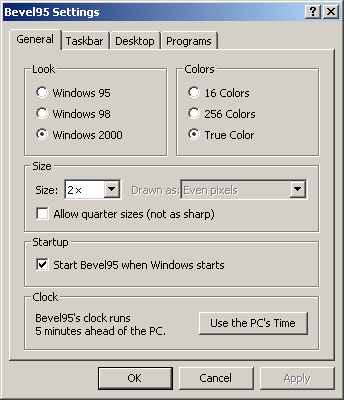 Bevel95 Settings
General Taskbar Desktop Programs
Look
Windows 95
Windows 98
Windows 2000
Colors
16 Colors
256 Colors
True Color
Size
Size: 2× Drawn as: Even pixels
Allow quarter sizes (not as sharp)
Startup
Start Bevel95 when Windows starts
Clock
Bevel95's clock runs
5 minutes ahead of the PC.
Use the PC's Time
OK Cancel Apply